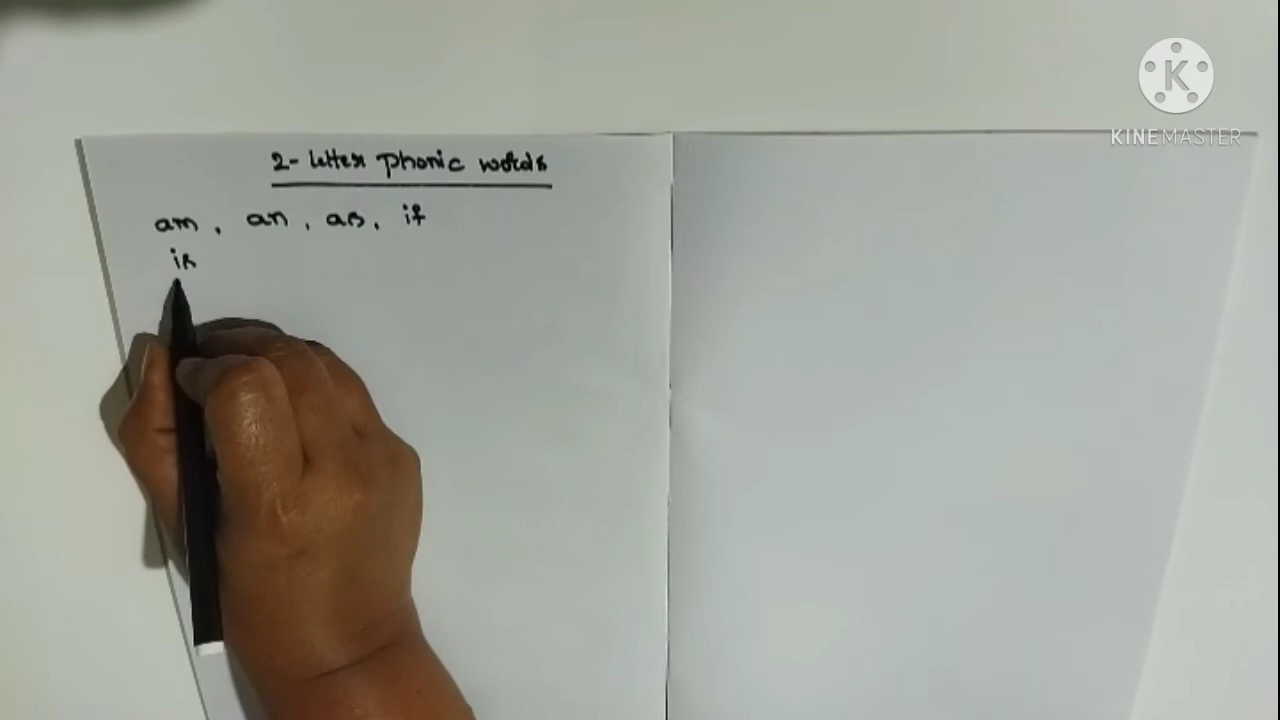 2- letter phonic words
am , an , as , if
is
K
KINEMASTER